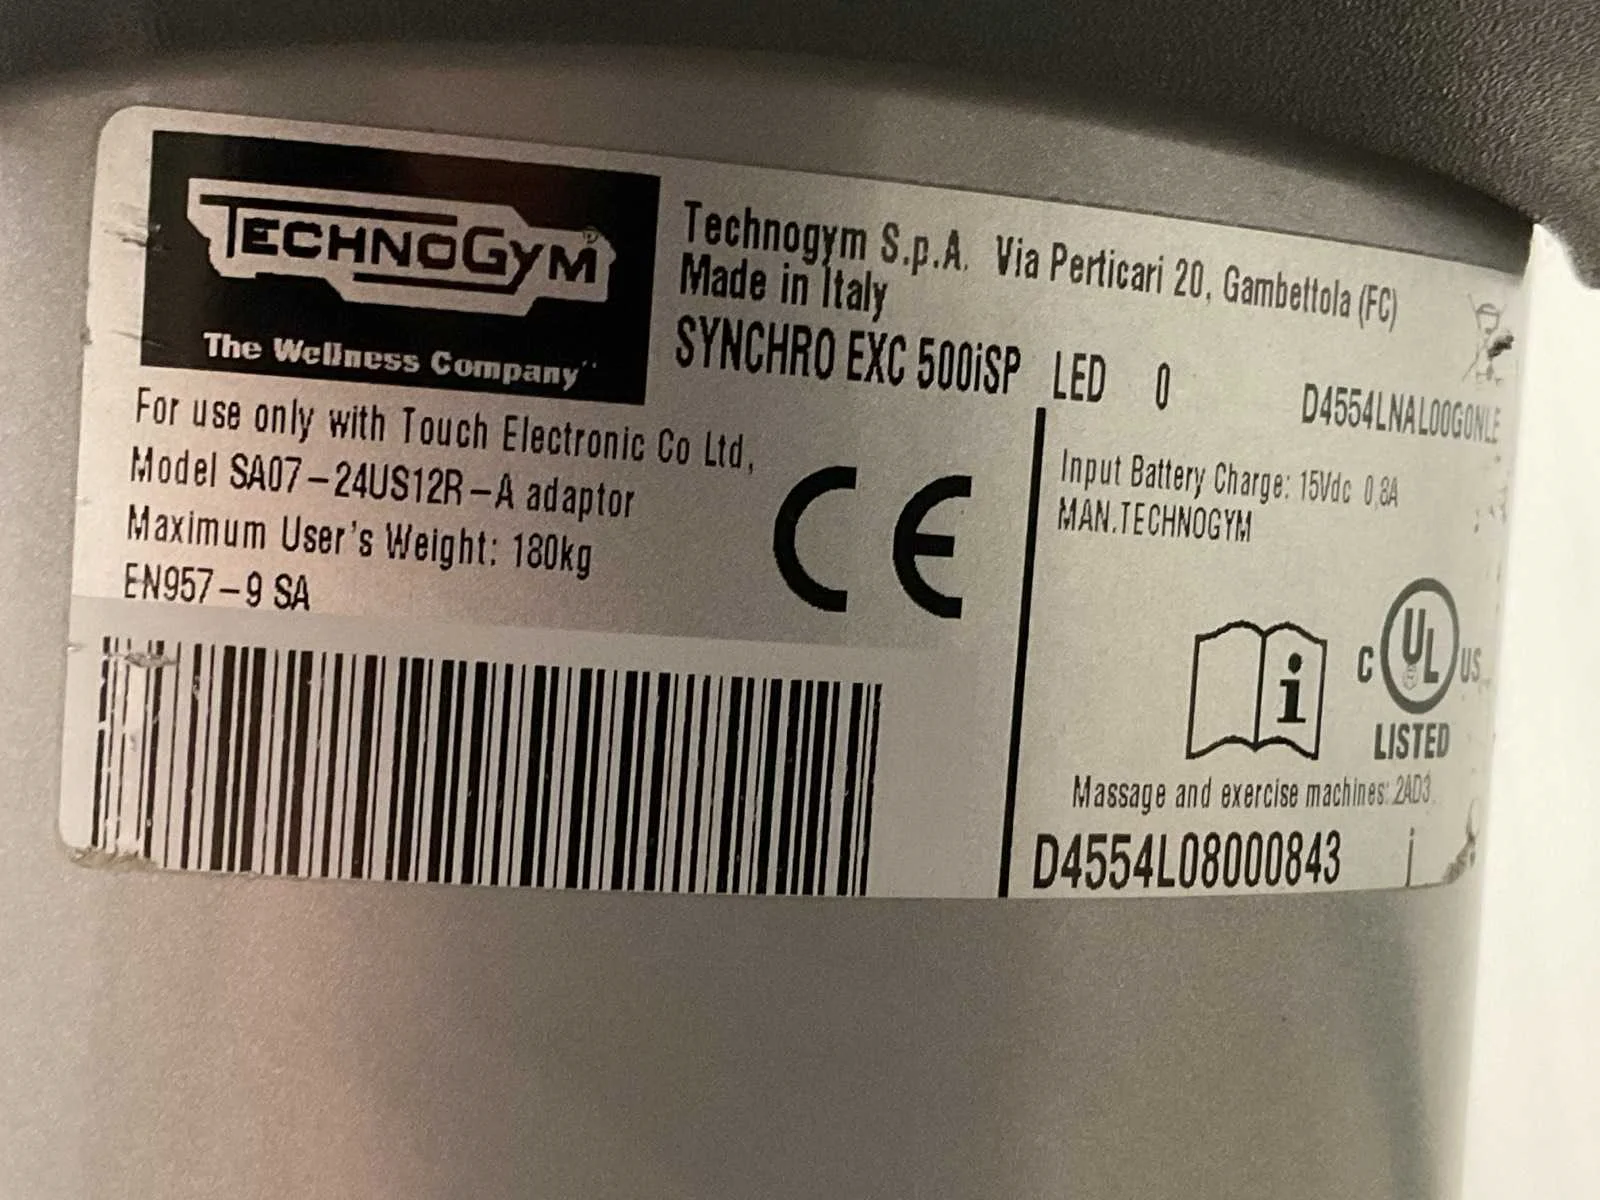 TECHNOGYM®
The Wellness Company
Technogym S.p.A. Via Perticari 20, Gambettola (FC)
Made in Italy
SYNCHRO EXC 500iSP LED 0 D4554LNAL00G0NLE
For use only with Touch Electronic Co Ltd,
Model SA07-24US12R-A adaptor
Maximum User's Weight: 180kg
EN957-9 SA
CE
Input Battery Charge: 15Vdc 0,8A
MAN.TECHNOGYM
i
C UL US
LISTED
Massage and exercise machines: 2AD3
D4554L08000843 i